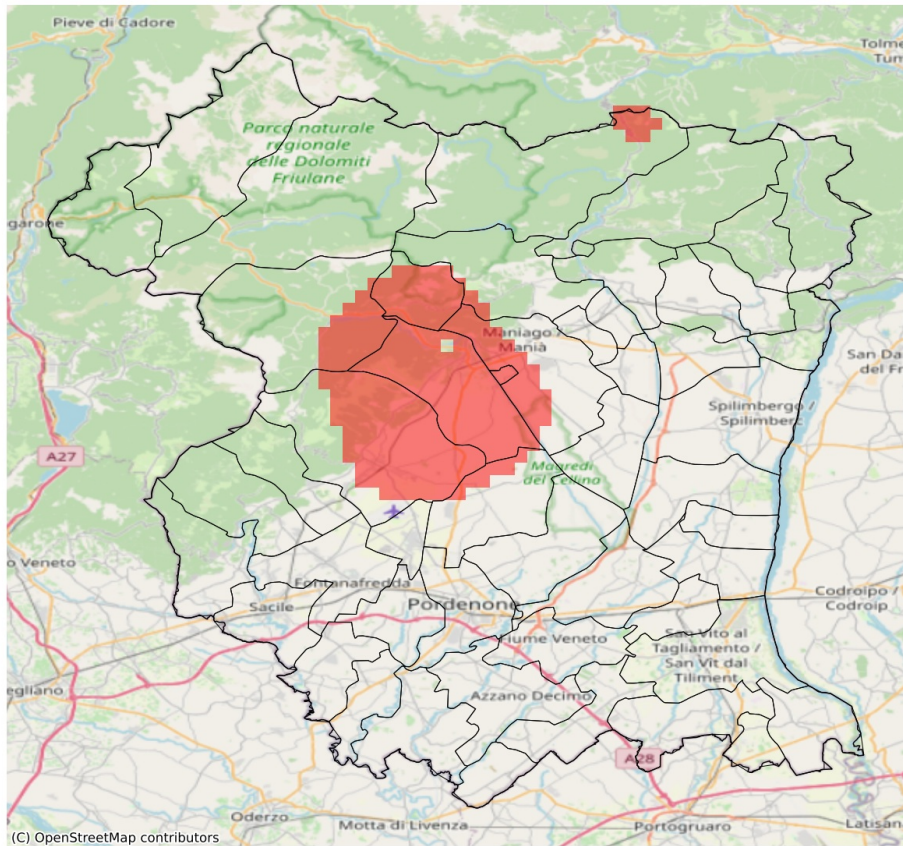 Pieve di Cadore
Tolme
Tum
Parco naturale
regionale
delle Dolomiti
Friulane
garone
Maniago /
Manià
San Da
del Fr
Spilimbergo /
Spilimberc
A27
Magredi
del Cellina
o Veneto
Fontanafredda
Codroipo /
Codroip
Sacile
Pordenone
Fiume Veneto
San Vito al
Tagliamento /
San Vît dal
Tiliment
egliano
Azzano Decimo
A28
Oderzo
Motta di Livenza
Portogruaro
Latisan
(C) OpenStreetMap contributors